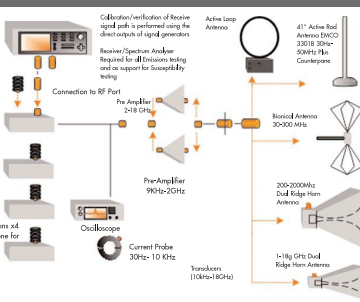 Calibration/verification of Receive
signal path is performed using the
direct outputs of signal generators
Receiver/Spectrum Analyser
Required for all Emissions testing
and as support for Susceptibility
testing
Connection to RF Port
Pre Amplifier
2-18 GHz
Pre-Amplifier
9KHz-2GHz
Oscilloscope
Current Probe
30Hz- 10 KHz
ons x4
one for
Active Loop
Antenna
41" Active Rod
Antenna EMCO
3301B 30Hz-
50MHz Plus
Counterpane
Bionical Antenna
30-300 MHz
200-2000Mhz
Dual Ridge Horn
Antenna
1-18g GHz Dual
Ridge Horn Antenna
Transducers
(10kHz-18GHz)